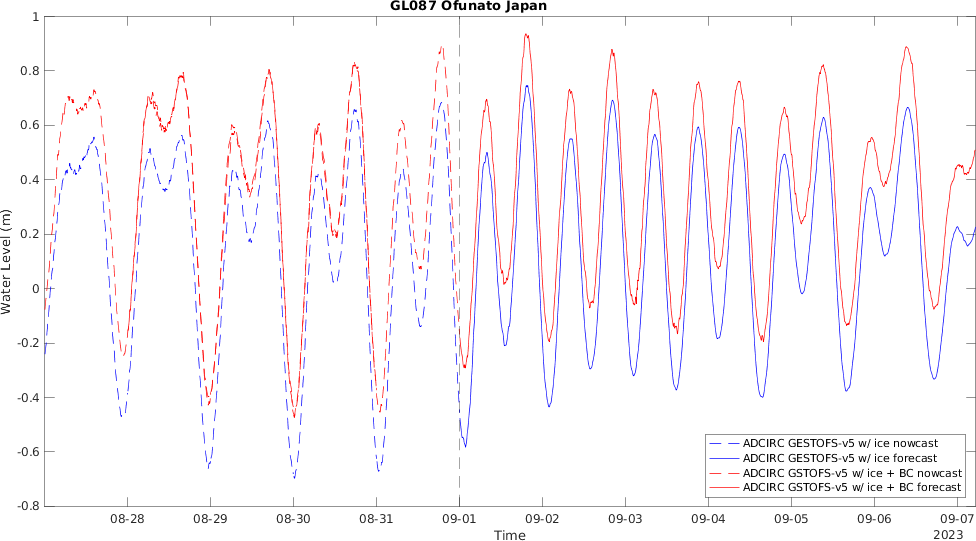 GL087 Ofunato Japan
1
0.8
0.6
0.4
0.2
0
-0.2
-0.4
-0.6
-0.8
Water Level (m)
ADCIRC GESTOFS-v5 w/ ice nowcast
ADCIRC GESTOFS-v5 w/ ice forecast
ADCIRC GSTOFS-v5 w/ ice + BC nowcast
ADCIRC GSTOFS-v5 w/ ice + BC forecast
08-28 08-29 08-30 08-31 09-01 09-02 09-03 09-04 09-05 09-06 09-07
Time 2023